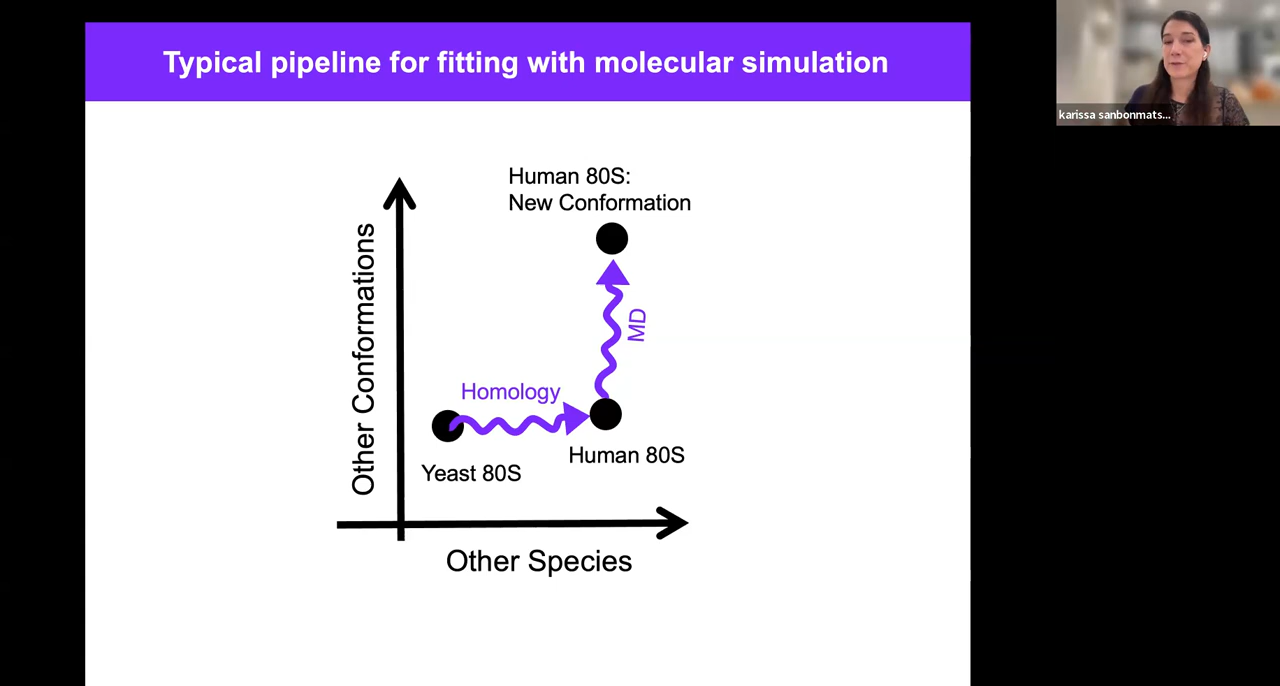 Typical pipeline for fitting with molecular simulation
karissa sanbonmats...
Human 80S:
New Conformation
Other Conformations
MD
Homology
Human 80S
Yeast 80S
Other Species